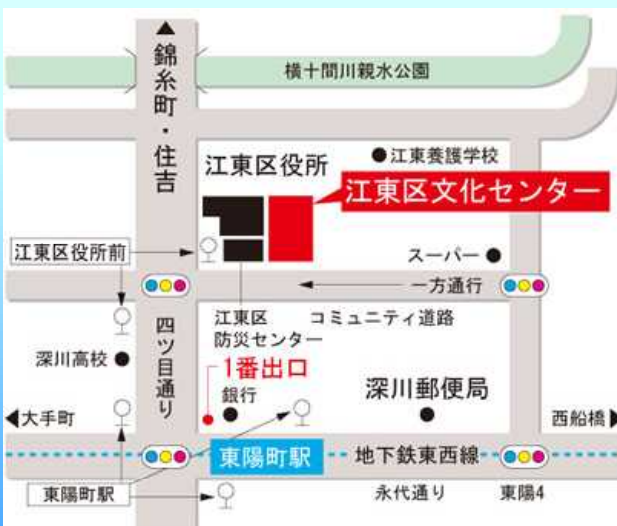 ▲錦糸町・住吉
横十間川親水公園
江東区役所
●江東養護学校
江東区文化センター
江東区役所前
スーパー●
一方通行
四ツ目通り
江東区
防災センター
コミュニティ道路
深川高校●
1番出口
銀行
深川郵便局
◀大手町
西船橋▶
東陽町駅
地下鉄東西線
東陽町駅
永代通り
東陽4